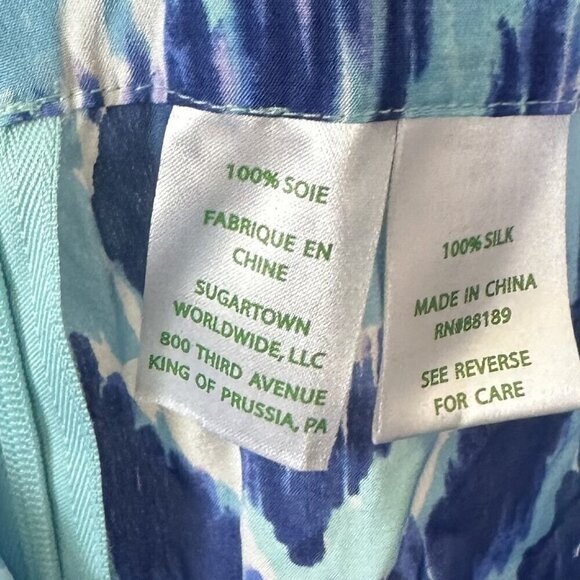 100% SOIE
FABRIQUE EN
CHINE
SUGARTOWN
WORLDWIDE, LLC
800 THIRD AVENUE
KING OF PRUSSIA, PA
100% SILK
MADE IN CHINA
RN#88189
SEE REVERSE
FOR CARE